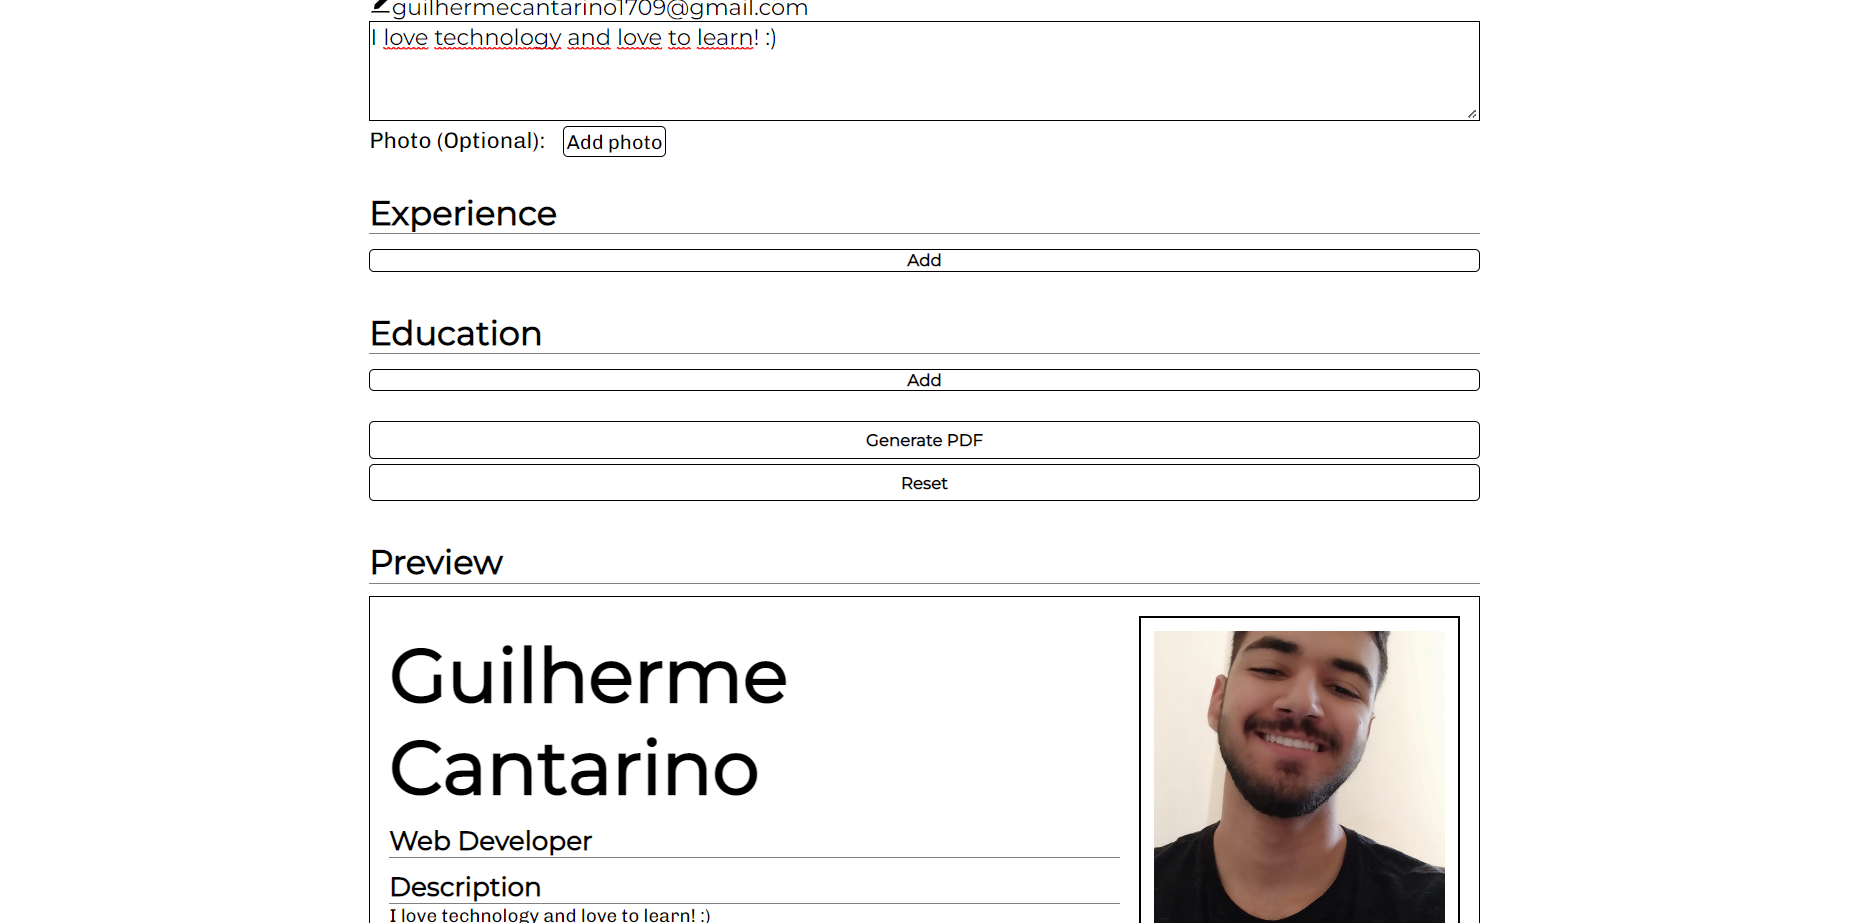 guilhermecantarino1709@gmail.com
I love technology and love to learn! :)
Photo (Optional): Add photo
Experience
Add
Education
Add
Generate PDF
Reset
Preview
Guilherme
Cantarino
Web Developer
Description
I love technology and love to learn! :)